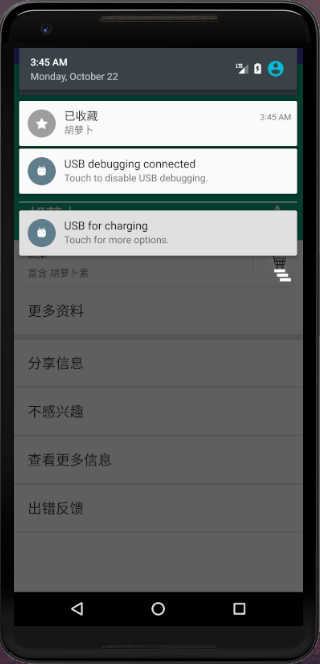 3:45 AM
Monday, October 22
LTE
已收藏
3:45 AM
胡萝卜
USB debugging connected
Touch to disable USB debugging.
USB for charging
Touch for more options.
富含 胡萝卜素
更多资料
分享信息
不感兴趣
查看更多信息
出错反馈